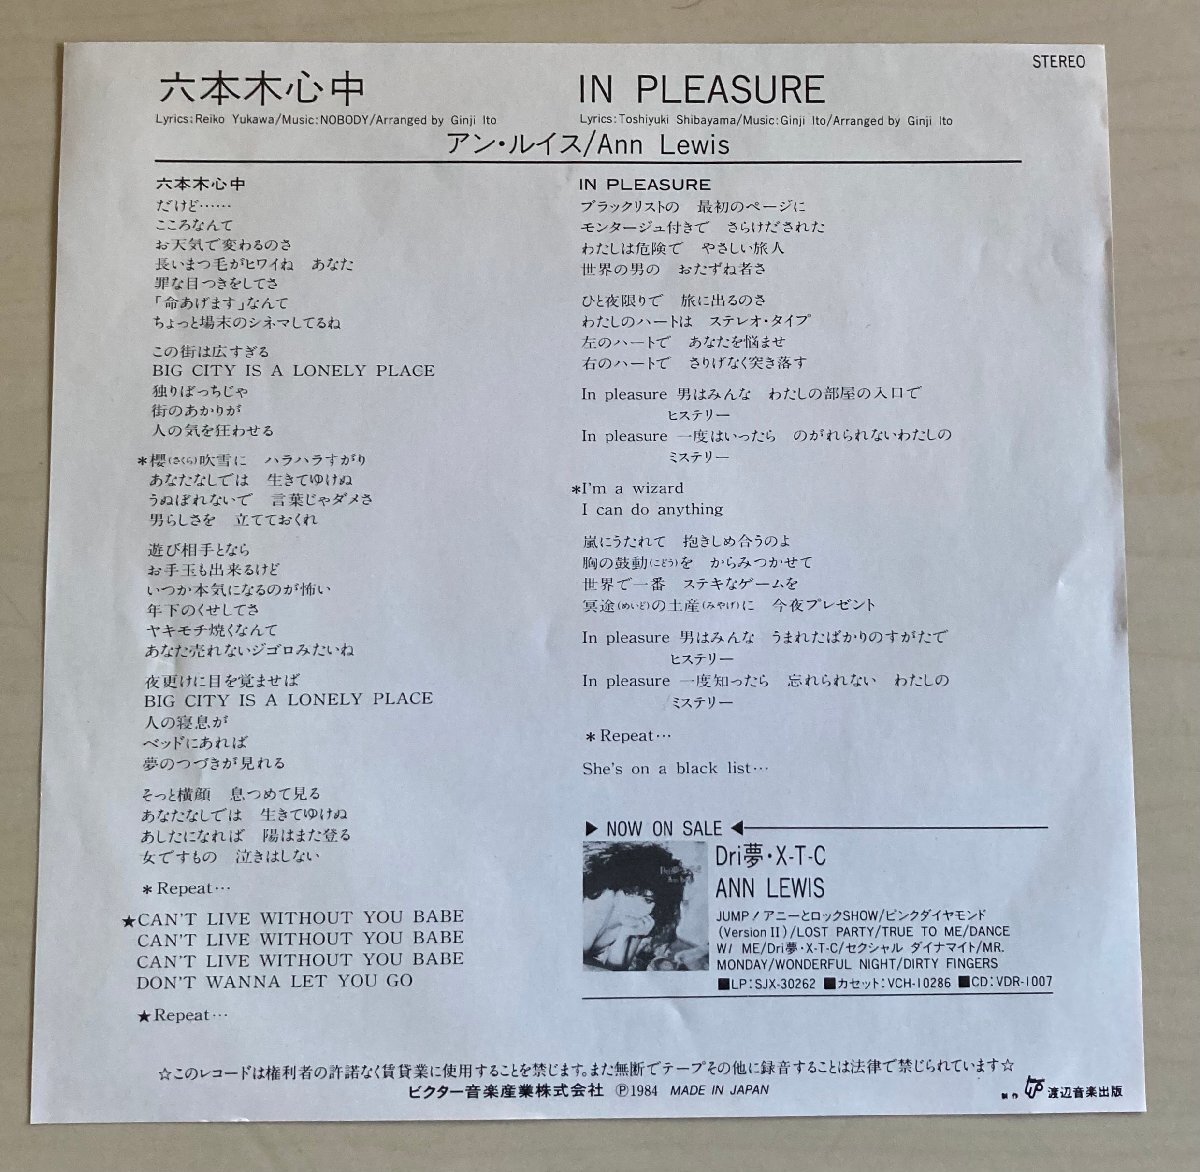 STEREO
六本木心中
Lyrics:Reiko Yukawa/Music:NOBODY/Arranged by Ginji Ito
IN PLEASURE
Lyrics:Toshiyuki Shibayama/Music:Ginji Ito/Arranged by Ginji Ito
アン・ルイス/Ann Lewis
六本木心中
だけど……
こころなんて
お天気で変わるのさ
長いまつ毛がヒワイね　あなた
罪な目つきをしてさ
「命あげます」なんて
ちょっと場末のシネマしてるね
この街は広すぎる
BIG CITY IS A LONELY PLACE
独りぼっちじゃ
街のあかりが
人の気を狂わせる
*櫻(さくら)吹雪に　ハラハラすがり
あなたなしでは　生きてゆけぬ
うぬぼれないで　言葉じゃダメさ
男らしさを　立てておくれ
遊び相手となら
お手玉も出来るけど
いつか本気になるのが怖い
年下のくせしてさ
ヤキモチ焼くなんて
あなた売れないジゴロみたいね
夜更けに目を覚ませば
BIG CITY IS A LONELY PLACE
人の寝息が
ベッドにあれば
夢のつづきが見れる
そっと横顔　息つめて見る
あなたなしでは　生きてゆけぬ
あしたになれば　陽はまた登る
女ですもの　泣きはしない
*Repeat…
★CAN'T LIVE WITHOUT YOU BABE
CAN'T LIVE WITHOUT YOU BABE
CAN'T LIVE WITHOUT YOU BABE
DON'T WANNA LET YOU GO
★Repeat…
IN PLEASURE
ブラックリストの　最初のページに
モンタージュ付きで　さらけだされた
わたしは危険で　やさしい旅人
世界の男の　おたずね者さ
ひと夜限りで　旅に出るのさ
わたしのハートは　ステレオ・タイプ
左のハートで　あなたを悩ませ
右のハートで　さりげなく突き落す
In pleasure 男はみんな　わたしの部屋の入口で
ヒステリー
In pleasure 一度はいったら　のがれられないわたしの
ミステリー
*I'm a wizard
I can do anything
嵐にうたれて　抱きしめ合うのよ
胸の鼓動(こどう)を　からみつかせて
世界で一番　ステキなゲームを
冥途(めいど)の土産(みやげ)に　今夜プレゼント
In pleasure 男はみんな　うまれたばかりのすがたで
ヒステリー
In pleasure 一度知ったら　忘れられない　わたしの
ミステリー
*Repeat…
She's on a black list…
▶ NOW ON SALE ◀
Dri夢・X-T-C
ANN LEWIS
JUMP!アニーとロックSHOW/ピンクダイヤモンド
(Version II)/LOST PARTY/TRUE TO ME/DANCE
W/ ME/Dri夢・X-T-C/セクシャル ダイナマイト/MR.
MONDAY/WONDERFUL NIGHT/DIRTY FINGERS
■LP:SJX-30262 ■カセット:VCH-10286 ■CD:VDR-1007
☆このレコードは権利者の許諾なく賃貸業に使用することを禁じます。また無断でテープその他に録音することは法律で禁じられています☆
ビクター音楽産業株式会社 ℗1984 MADE IN JAPAN
制作 渡辺音楽出版